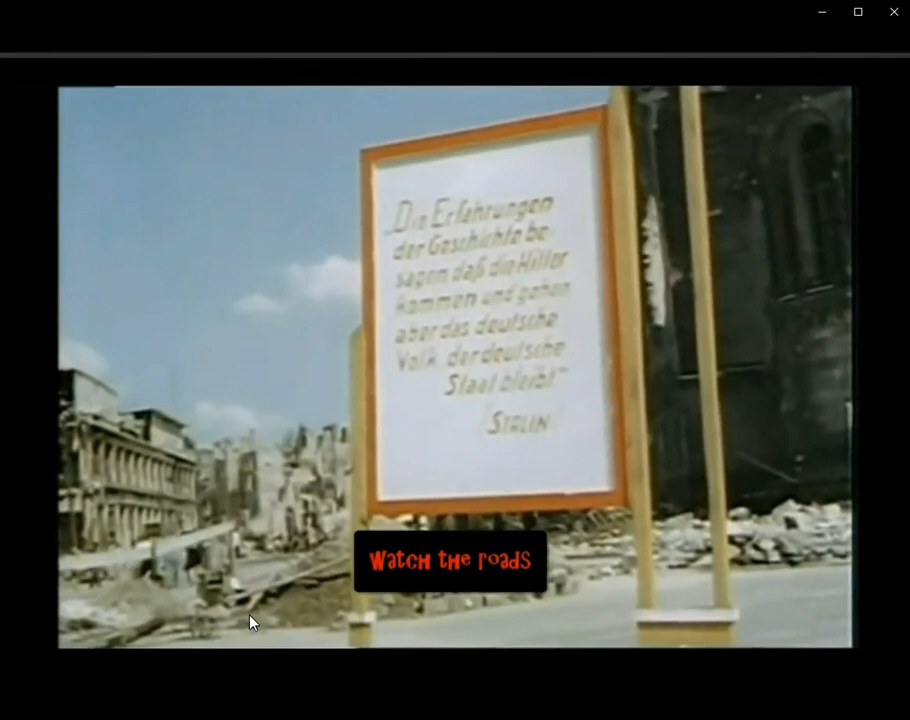 „Die Erfahrungen
der Geschichte be-
sagen daß die Hitler
kommen und gehen
aber das deutsche
Volk der deutsche
Staat bleibt"
(STALIN)
Watch the roads